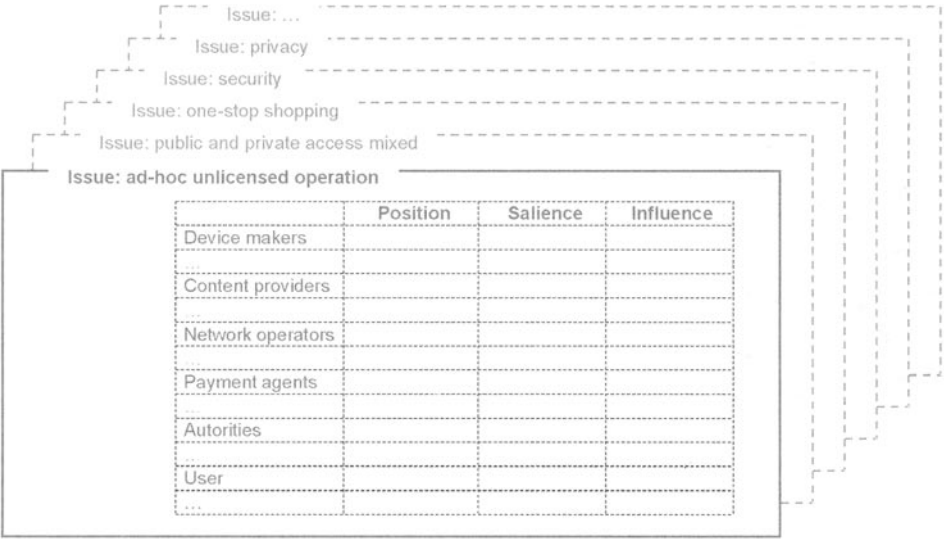 Issue: ...
Issue: privacy
Issue: security
Issue: one-stop shopping
Issue: public and private access mixed
Issue: ad-hoc unlicensed operation
Position Salience Influence
Device makers
...
Content providers
...
Network operators
...
Payment agents
...
Autorities
...
User
...